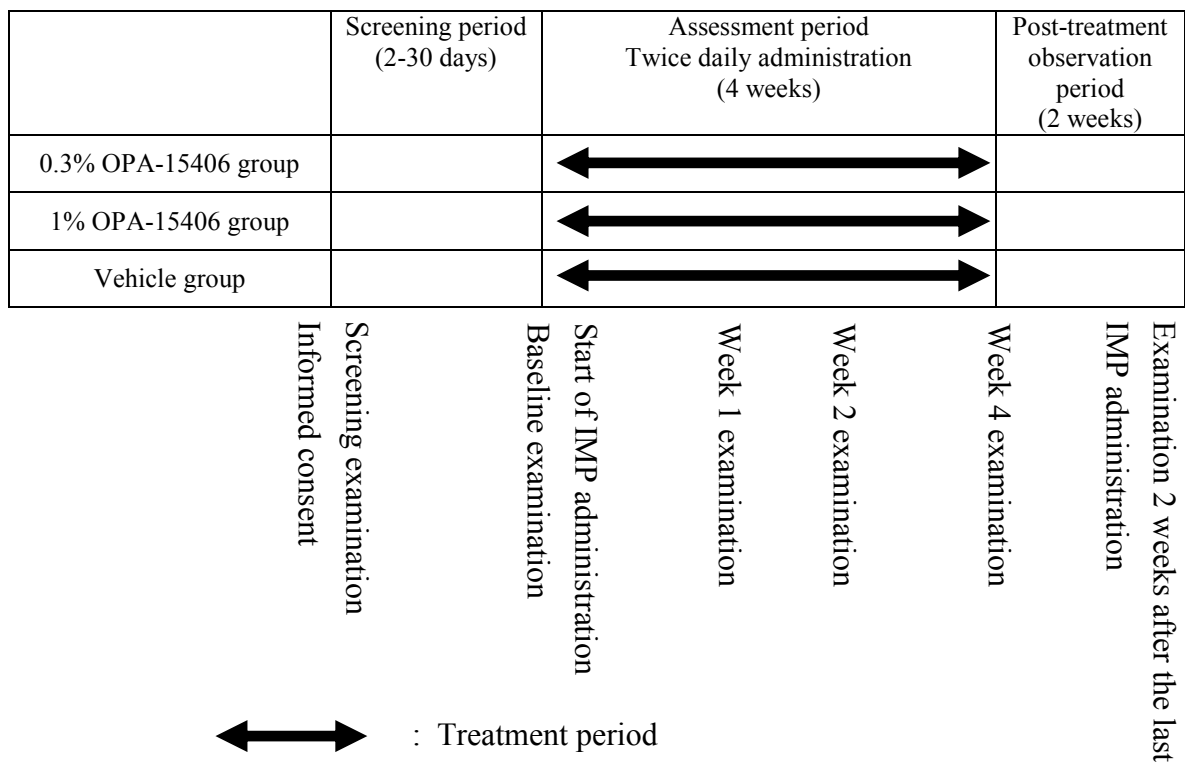 Screening period
(2-30 days)
Assessment period
Twice daily administration
(4 weeks)
Post-treatment
observation
period
(2 weeks)
0.3% OPA-15406 group
1% OPA-15406 group
Vehicle group
Informed consent
Screening examination
Baseline examination
Start of IMP administration
Week 1 examination
Week 2 examination
Week 4 examination
Examination 2 weeks after the last
IMP administration
: Treatment period